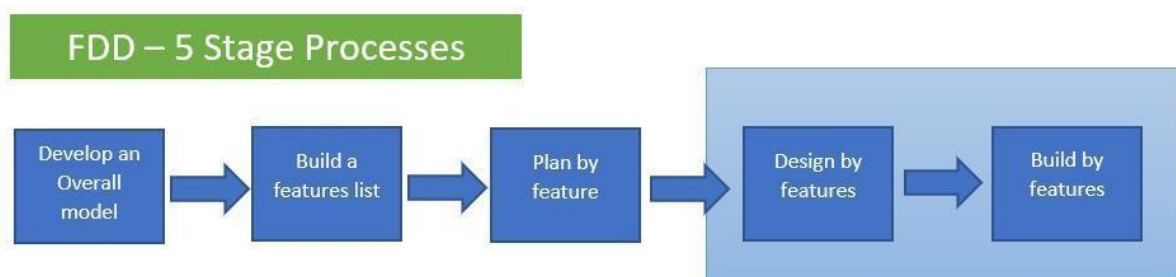 FDD – 5 Stage Processes
Develop an
Overall
model
Build a
features list
Plan by
feature
Design by
features
Build by
features